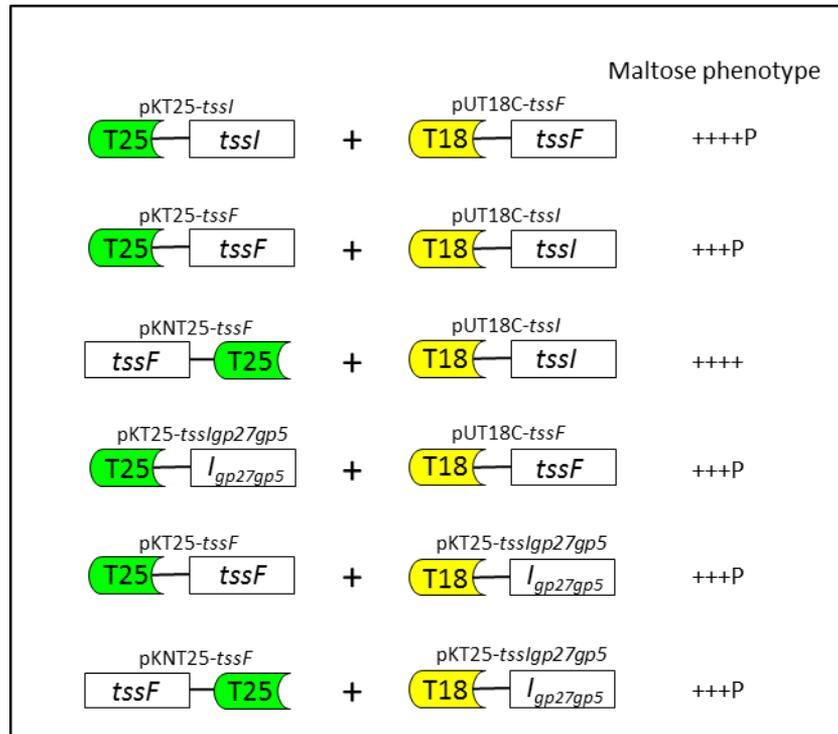 Maltose phenotype
pKT25-tssI pUT18C-tssF
T25 tssI + T18 tssF ++++P
pKT25-tssF pUT18C-tssI
T25 tssF + T18 tssI +++P
pKNT25-tssF pUT18C-tssI
tssF T25 + T18 tssI ++++
pKT25-tssIgp27gp5 pUT18C-tssF
T25 Igp27gp5 + T18 tssF +++P
pKT25-tssF pKT25-tssIgp27gp5
T25 tssF + T18 Igp27gp5 +++P
pKNT25-tssF pKT25-tssIgp27gp5
tssF T25 + T18 Igp27gp5 +++P